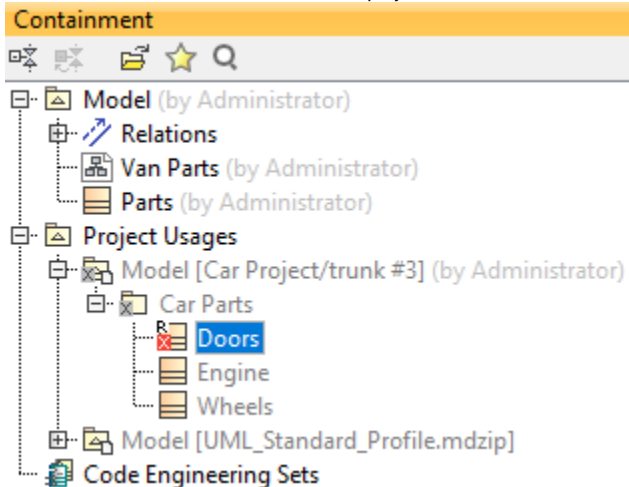 Containment
Model (by Administrator)
Relations
Van Parts (by Administrator)
Parts (by Administrator)
Project Usages
Model [Car Project/trunk #3] (by Administrator)
Car Parts
R
Doors
Engine
Wheels
Model [UML_Standard_Profile.mdzip]
Code Engineering Sets